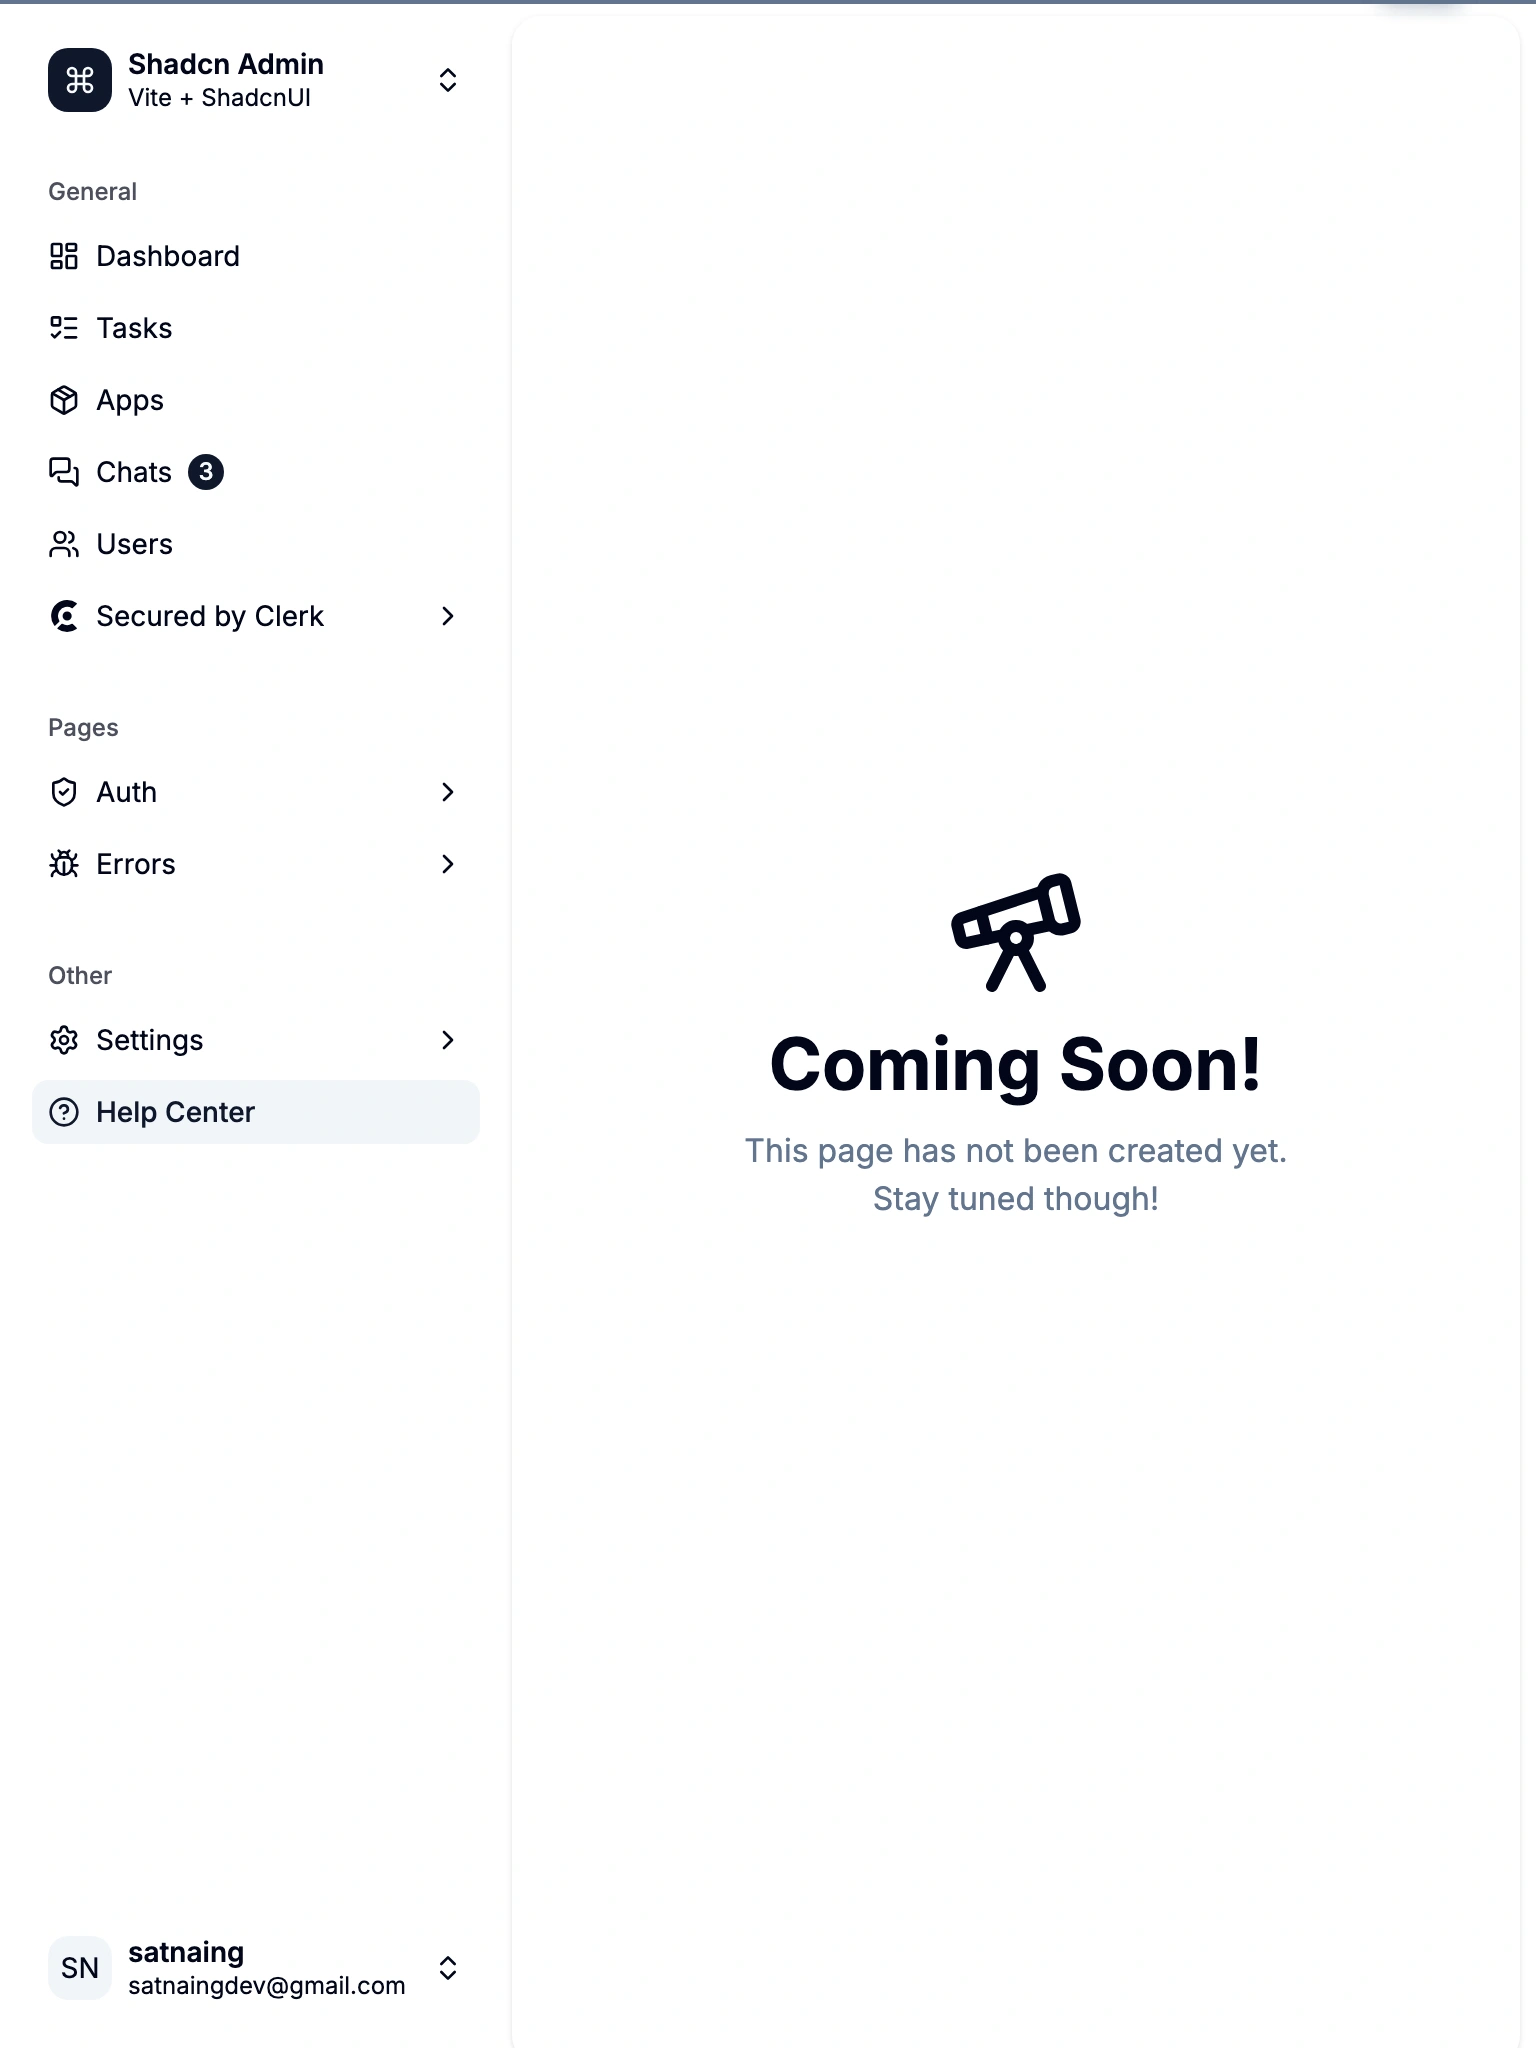 Shadcn Admin
Vite + ShadcnUI
General
Dashboard
Tasks
Apps
Chats 3
Users
Secured by Clerk
Pages
Auth
Errors
Other
Settings
Help Center
Coming Soon!
This page has not been created yet.
Stay tuned though!
SN
satnaing
satnaingdev@gmail.com